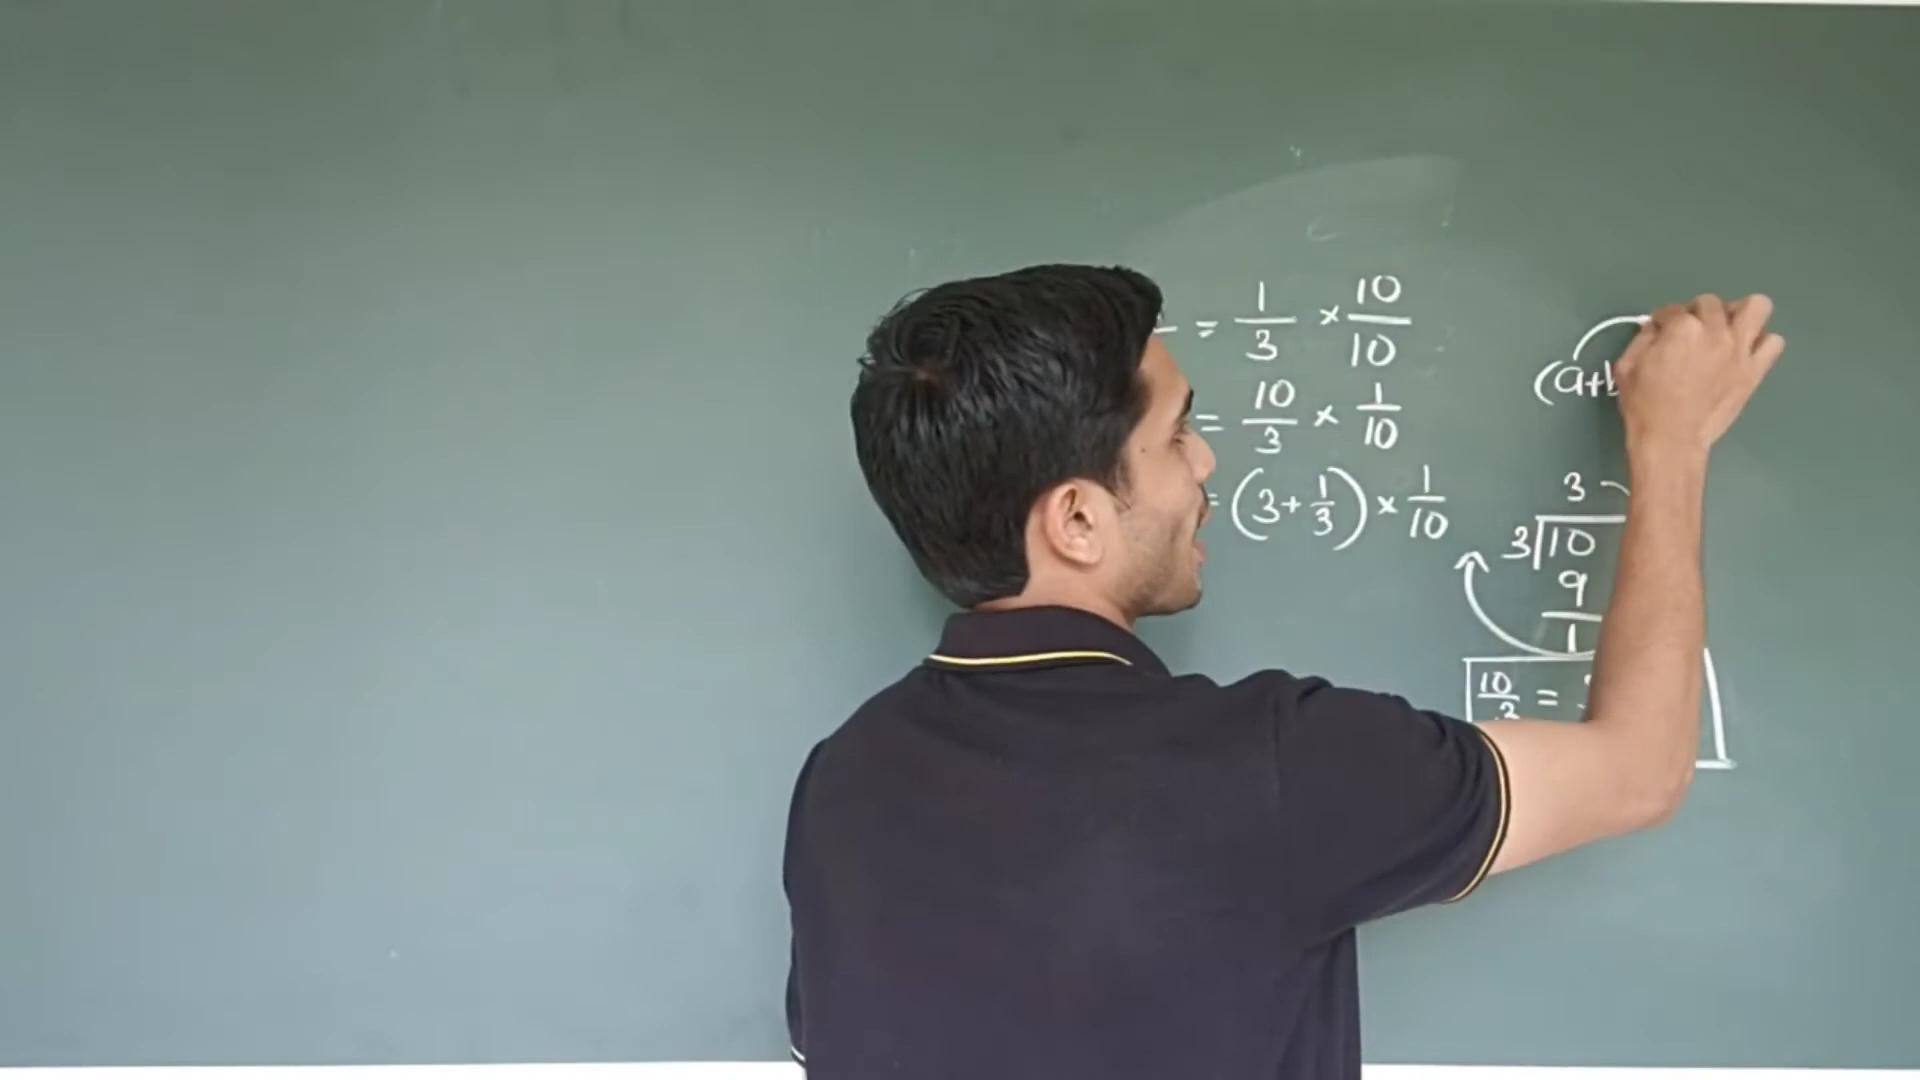 = 1/3 × 10/10
= 10/3 × 1/10
= (3 + 1/3) × 1/10
(a+b
3
3)10
9
1
10/3 =